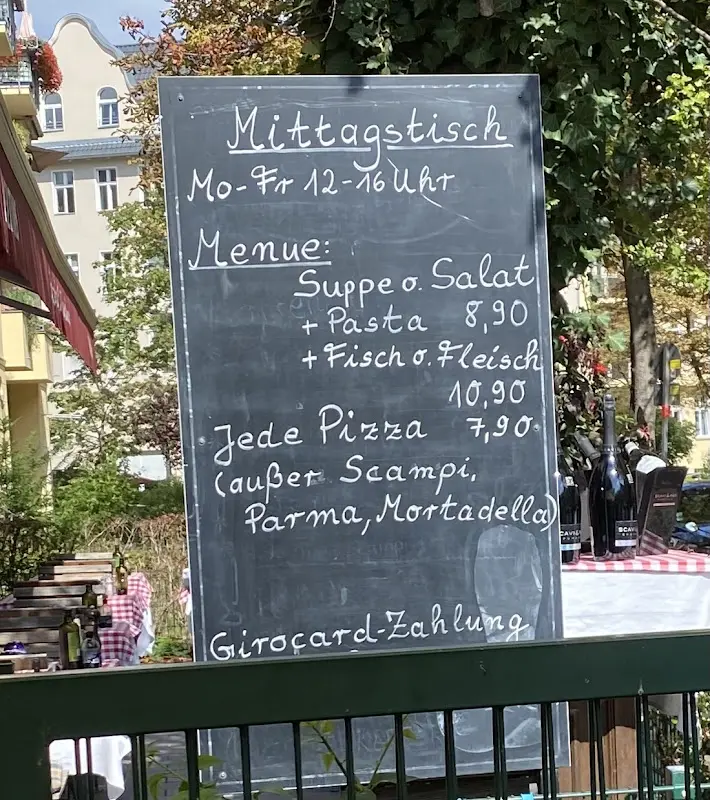 Mittagstisch
Mo-Fr 12-16 Uhr
Menue:
Suppe o. Salat
+ Pasta 8,90
+ Fisch o. Fleisch
10,90
Jede Pizza 7,90
(außer Scampi,
Parma, Mortadella)
Girocard-Zahlung